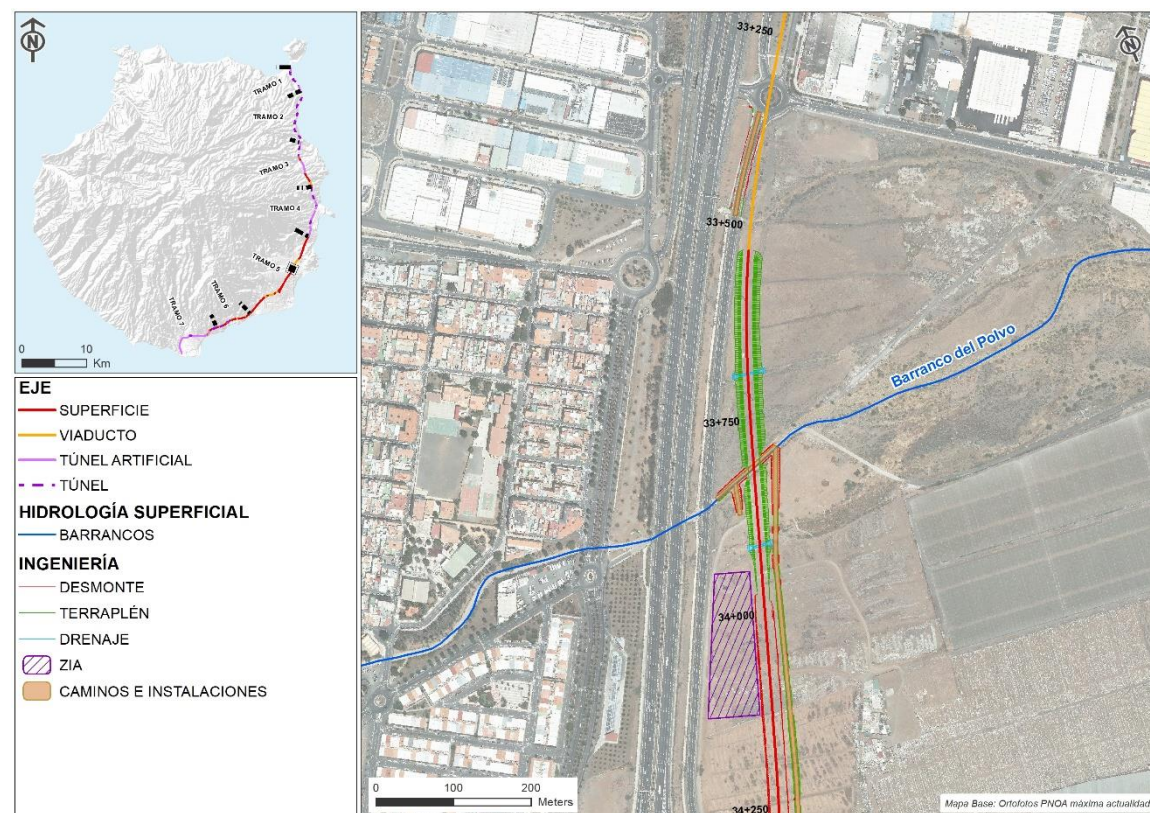 N
TRAMO 1
TRAMO 2
TRAMO 3
TRAMO 4
TRAMO 5
TRAMO 6
TRAMO 7
0 10
Km
EJE
SUPERFICIE
VIADUCTO
TÚNEL ARTIFICIAL
TÚNEL
HIDROLOGÍA SUPERFICIAL
BARRANCOS
INGENIERÍA
DESMONTE
TERRAPLÉN
DRENAJE
ZIA
CAMINOS E INSTALACIONES
33+250
N
33+500
Barranco del Polvo
33+750
34+000
34+250
0 100 200
Meters
Mapa Base: Ortofotos PNOA máxima actualidad